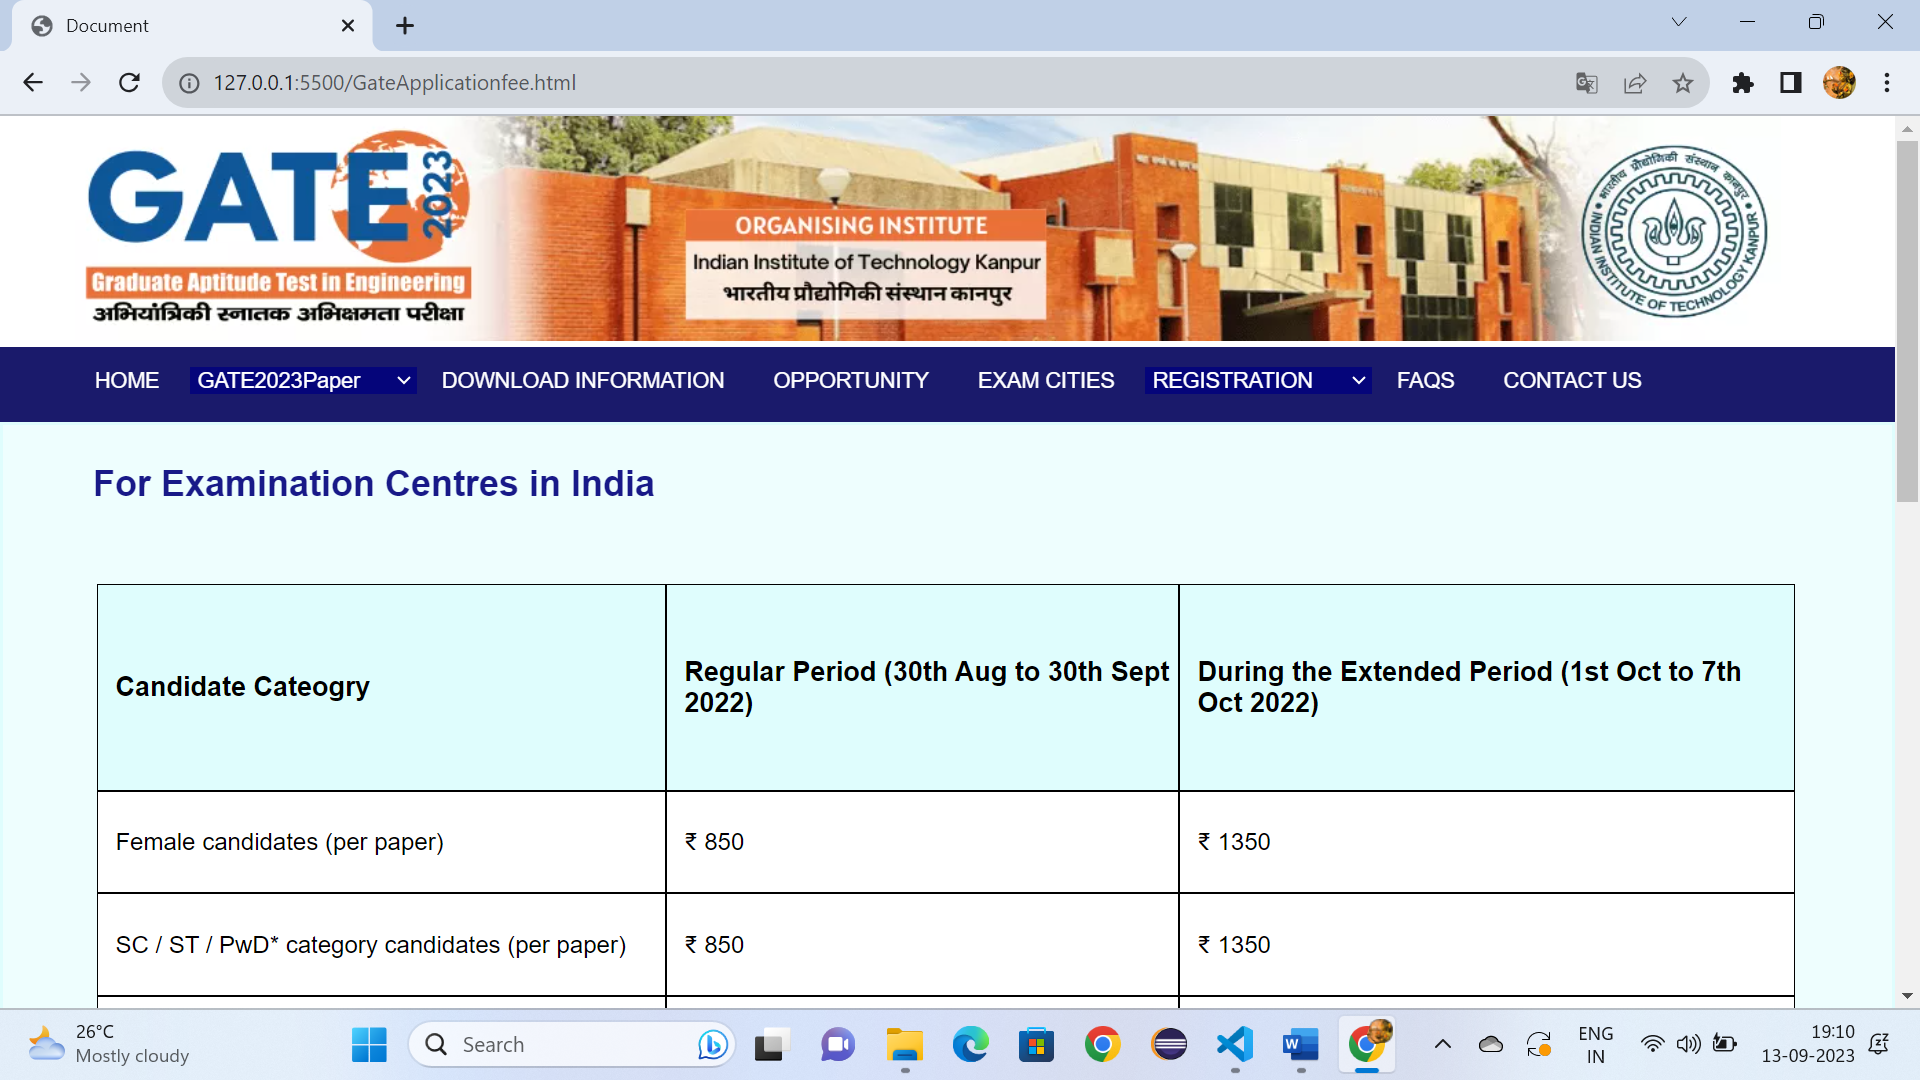 Document
127.0.0.1:5500/GateApplicationfee.html
GATE 2023
Graduate Aptitude Test in Engineering
अभियांत्रिकी स्नातक अभिक्षमता परीक्षा
ORGANISING INSTITUTE
Indian Institute of Technology Kanpur
भारतीय प्रौद्योगिकी संस्थान कानपुर
भारतीय प्रौद्योगिकी संस्थान कानपुर
INDIAN INSTITUTE OF TECHNOLOGY KANPUR
HOME GATE2023Paper DOWNLOAD INFORMATION OPPORTUNITY EXAM CITIES REGISTRATION FAQS CONTACT US
For Examination Centres in India
Candidate Cateogry
Regular Period (30th Aug to 30th Sept
2022)
During the Extended Period (1st Oct to 7th
Oct 2022)
Female candidates (per paper) ₹ 850 ₹ 1350
SC / ST / PwD* category candidates (per paper) ₹ 850 ₹ 1350
26°C
Mostly cloudy
Search
ENG
IN
19:10
13-09-2023